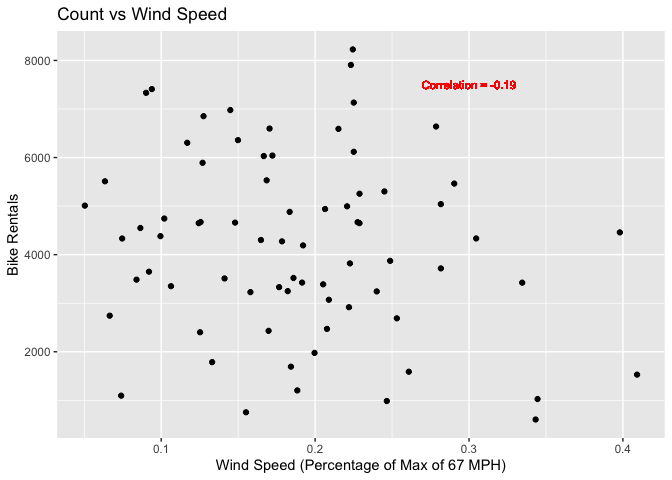 Count vs Wind Speed
8000
Correlation = -0.19
6000
Bike Rentals
4000
2000
0.1 0.2 0.3 0.4
Wind Speed (Percentage of Max of 67 MPH)